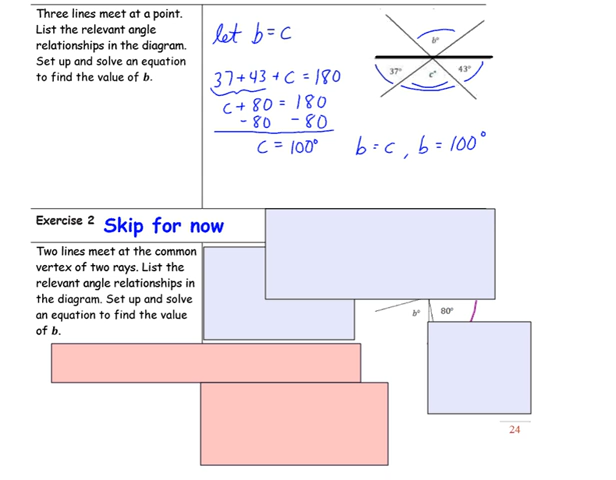 Three lines meet at a point.
List the relevant angle
relationships in the diagram.
Set up and solve an equation
to find the value of b.
let b=c
37+43+c=180
c+80=180
-80 -80
c=100°
b=c, b=100°
b°
37°
c°
43°
Exercise 2
Skip for now
Two lines meet at the common
vertex of two rays. List the
relevant angle relationships in
the diagram. Set up and solve
an equation to find the value
of b.
b°
80°
24